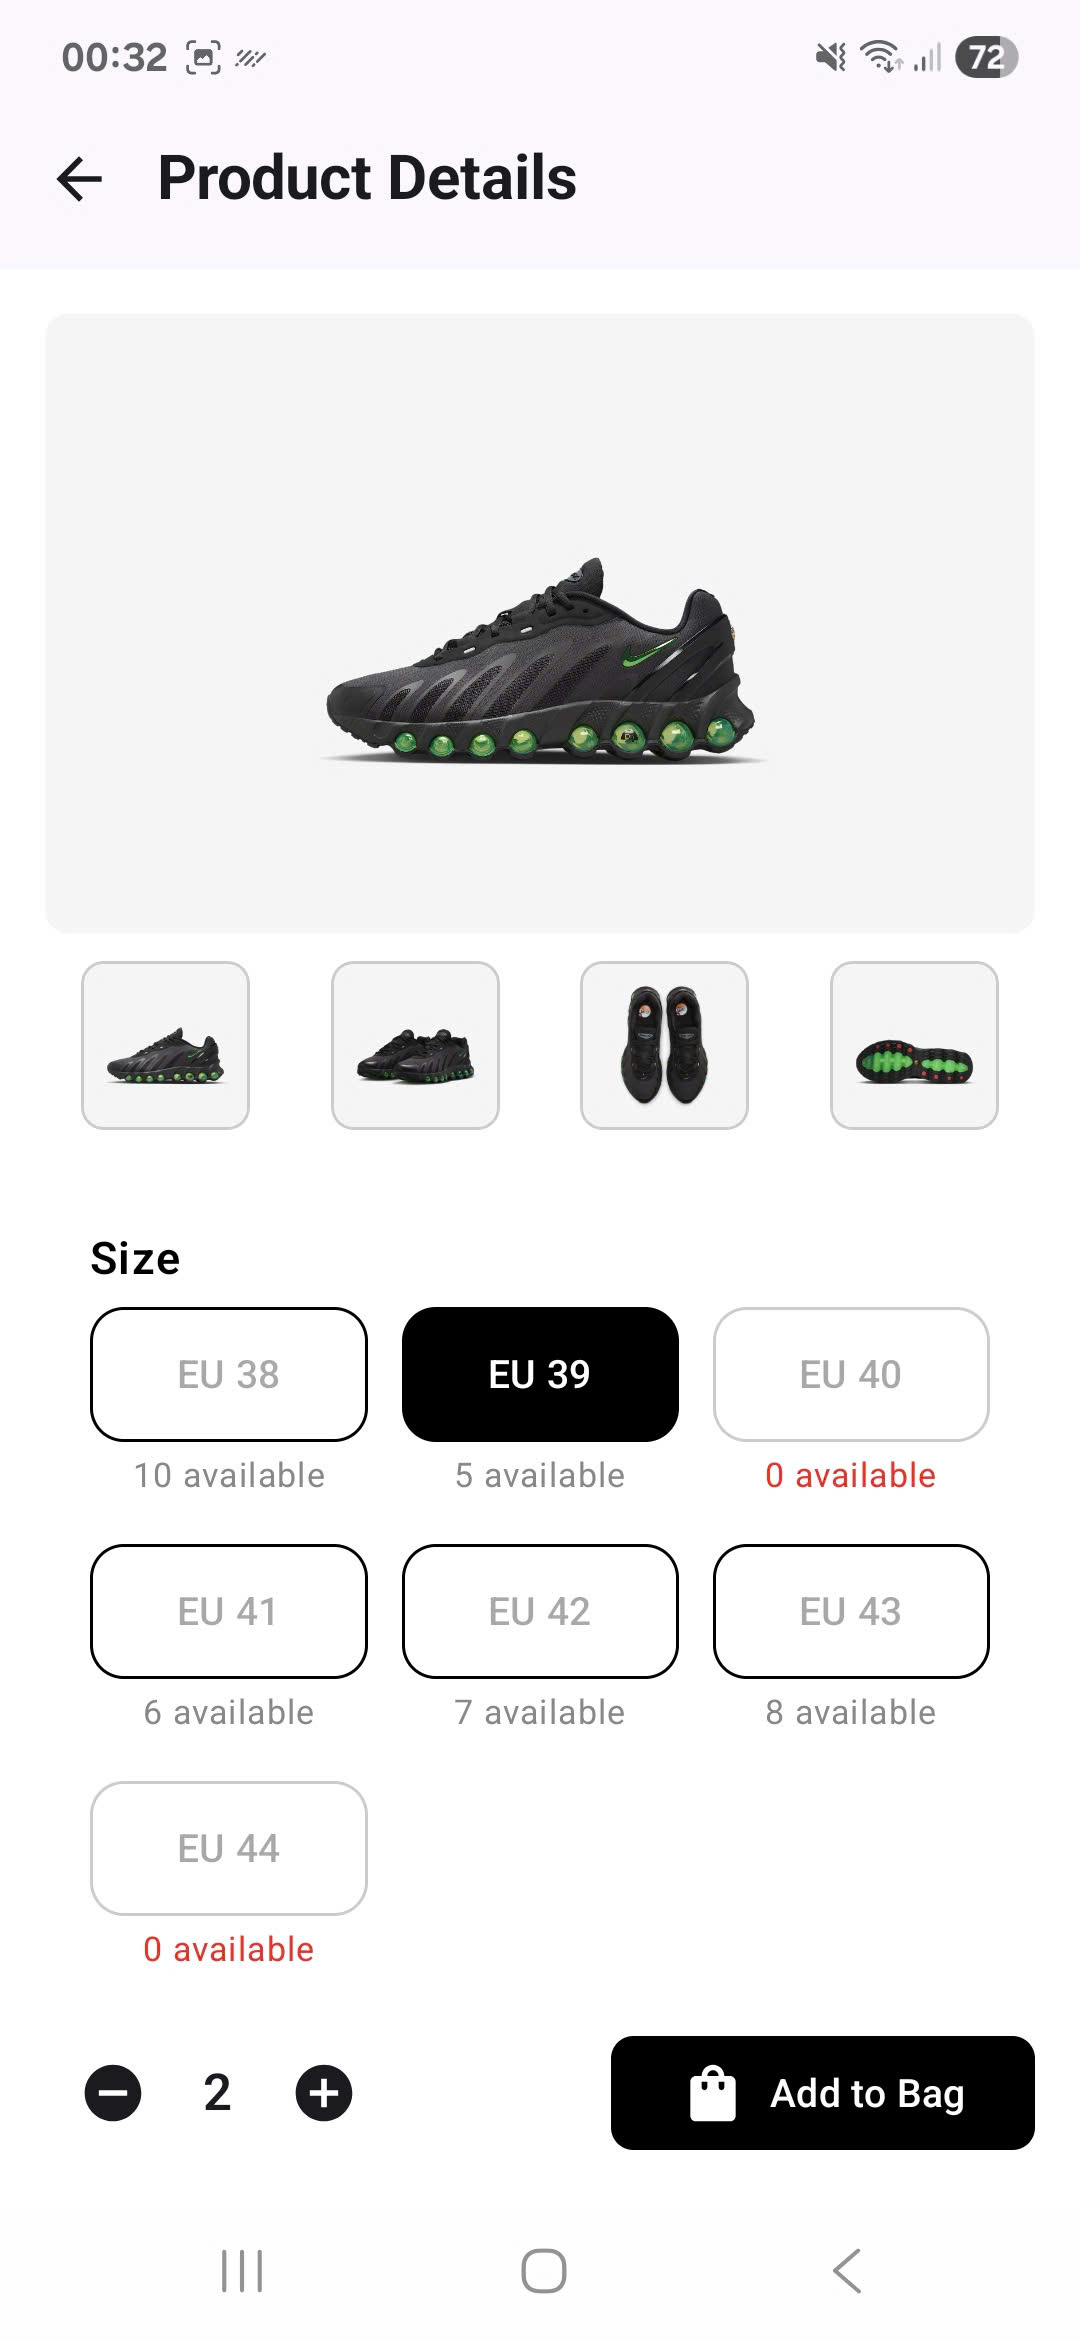 00:32 72
Product Details
Size
EU 38 EU 39 EU 40
10 available 5 available 0 available
EU 41 EU 42 EU 43
6 available 7 available 8 available
EU 44
0 available
2 Add to Bag